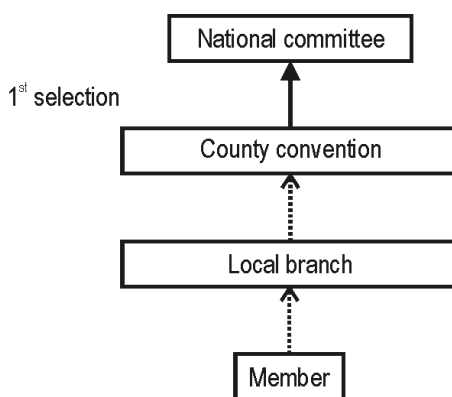 National committee
1st selection
County convention
Local branch
Member